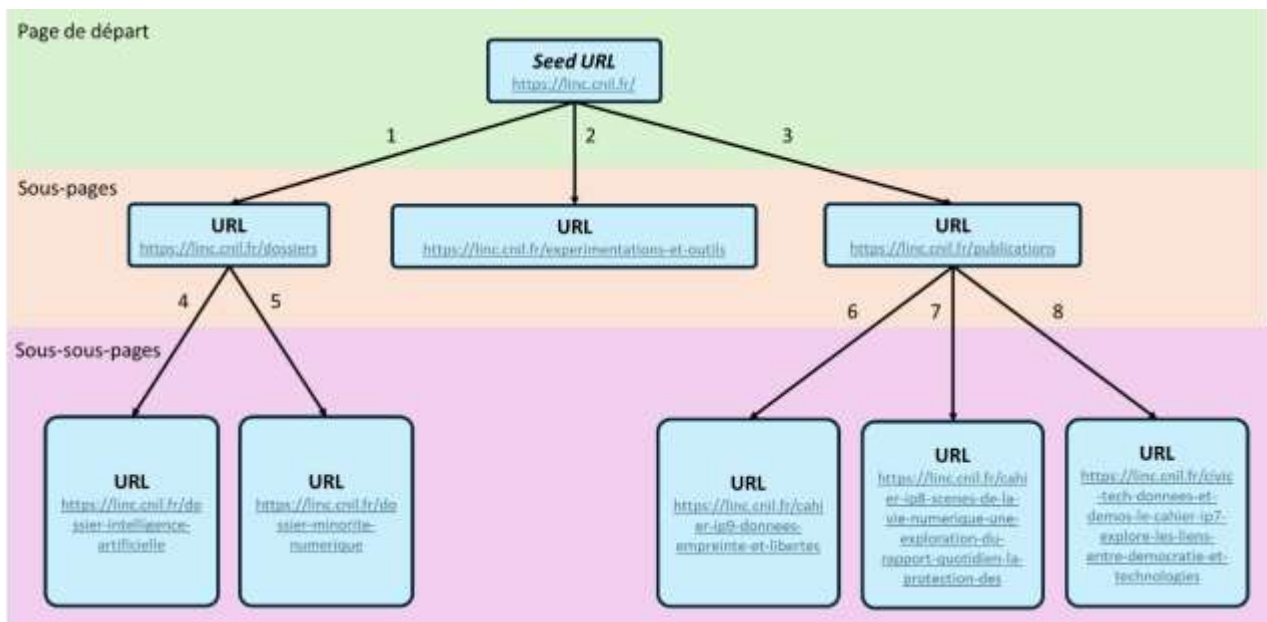 Page de départ
Seed URL
https://linc.cnil.fr/
1
2
3
Sous-pages
URL
https://linc.cnil.fr/dossiers
URL
https://linc.cnil.fr/experimentations-et-outils
URL
https://linc.cnil.fr/publications
4
5
6
7
8
Sous-sous-pages
URL
https://linc.cnil.fr/do
ssier-intelligence-
artificielle
URL
https://linc.cnil.fr/do
ssier-minorite-
numerique
URL
https://linc.cnil.fr/cahi
er-ip9-donnees-
empreinte-et-libertes
URL
https://linc.cnil.fr/cahi
er-ip8-scenes-de-la-
vie-numerique-une-
exploration-du-
rapport-quotidien-la-
protection-des
URL
https://linc.cnil.fr/civic
-tech-donnees-et-
demos-le-cahier-ip7-
explore-les-liens-
entre-democratie-et-
technologies